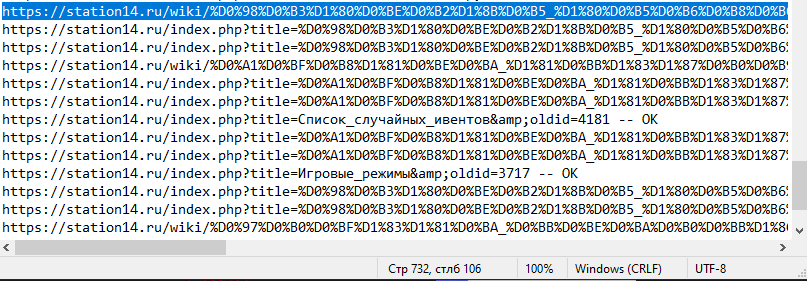 https://station14.ru/wiki/%D0%98%D0%B3%D1%80%D0%BE%D0%B2%D1%8B%D0%B5_%D1%80%D0%B5%D0%B6%D0%B8%D0%B
https://station14.ru/index.php?title=%D0%98%D0%B3%D1%80%D0%BE%D0%B2%D1%8B%D0%B5_%D1%80%D0%B5%D0%B6
https://station14.ru/index.php?title=%D0%98%D0%B3%D1%80%D0%BE%D0%B2%D1%8B%D0%B5_%D1%80%D0%B5%D0%B6
https://station14.ru/wiki/%D0%A1%D0%BF%D0%B8%D1%81%D0%BE%D0%BA_%D1%81%D0%BB%D1%83%D1%87%D0%B0%D0%B
https://station14.ru/index.php?title=%D0%A1%D0%BF%D0%B8%D1%81%D0%BE%D0%BA_%D1%81%D0%BB%D1%83%D1%87
https://station14.ru/index.php?title=%D0%A1%D0%BF%D0%B8%D1%81%D0%BE%D0%BA_%D1%81%D0%BB%D1%83%D1%87
https://station14.ru/index.php?title=Список_случайных_ивентов&amp;oldid=4181 -- OK
https://station14.ru/index.php?title=%D0%A1%D0%BF%D0%B8%D1%81%D0%BE%D0%BA_%D1%81%D0%BB%D1%83%D1%87
https://station14.ru/index.php?title=%D0%A1%D0%BF%D0%B8%D1%81%D0%BE%D0%BA_%D1%81%D0%BB%D1%83%D1%87
https://station14.ru/index.php?title=Игровые_режимы&amp;oldid=3717 -- OK
https://station14.ru/index.php?title=%D0%98%D0%B3%D1%80%D0%BE%D0%B2%D1%8B%D0%B5_%D1%80%D0%B5%D0%B6
https://station14.ru/index.php?title=%D0%98%D0%B3%D1%80%D0%BE%D0%B2%D1%8B%D0%B5_%D1%80%D0%B5%D0%B6
https://station14.ru/wiki/%D0%97%D0%B0%D0%BF%D1%83%D1%81%D0%BA_%D0%BB%D0%BE%D0%BA%D0%B0%D0%BB%D1%8
Стр 732, стлб 106 100% Windows (CRLF) UTF-8